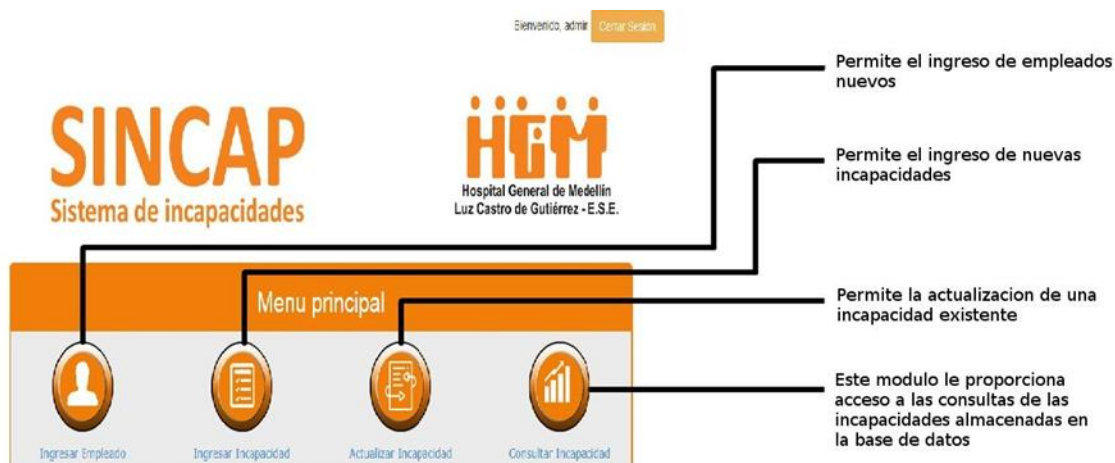 Bienvenido, admin Cerrar Sesión
Permite el ingreso de empleados
nuevos
SINCAP
Sistema de incapacidades
HGM
Hospital General de Medellín
Luz Castro de Gutiérrez - E.S.E.
Permite el ingreso de nuevas
incapacidades
Menu principal
Permite la actualizacion de una
incapacidad existente
Este modulo le proporciona
acceso a las consultas de las
incapacidades almacenadas en
la base de datos
Ingresar Empleado Ingresar Incapacidad Actualizar Incapacidad Consultar Incapacidad